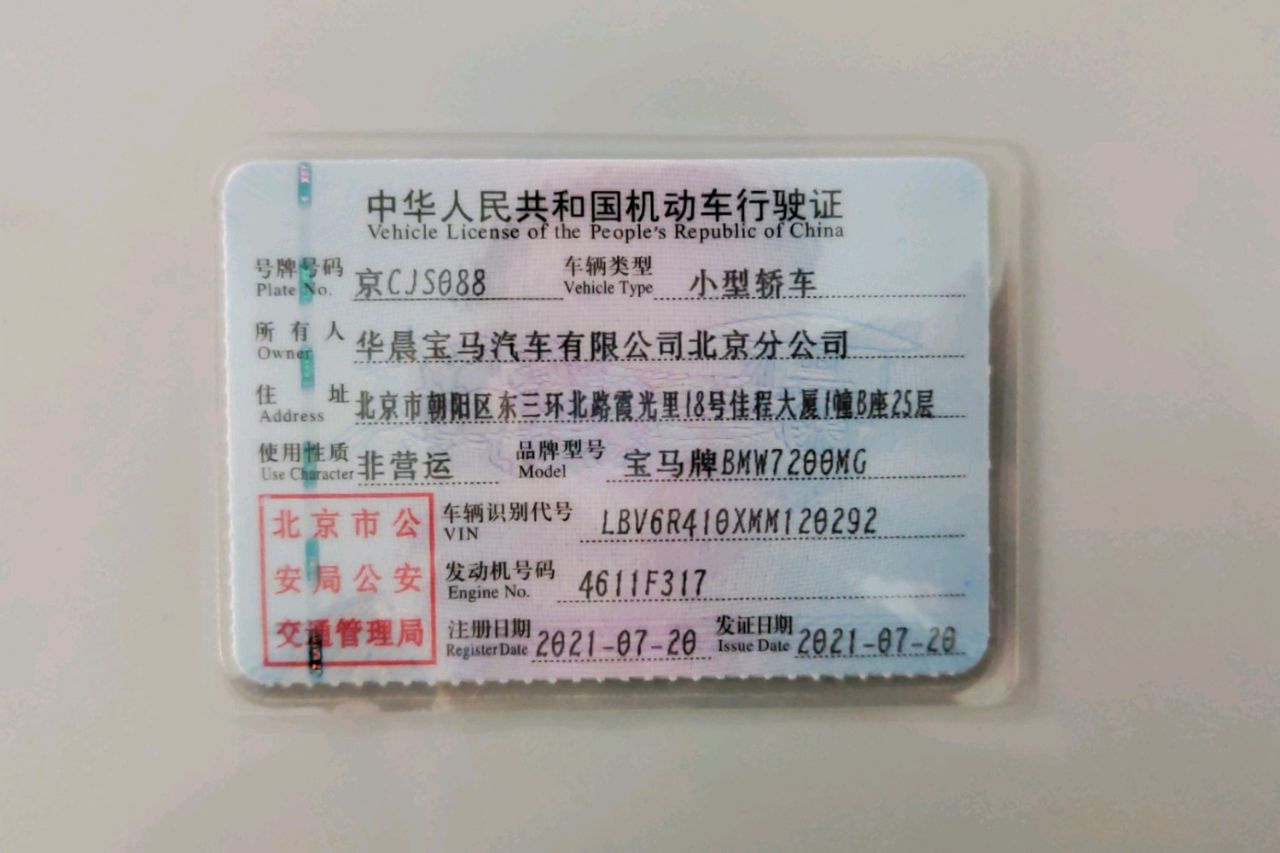 中华人民共和国机动车行驶证
Vehicle License of the People's Republic of China
号牌号码 京CJS088 车辆类型 小型轿车
Plate No. Vehicle Type
所有人 华晨宝马汽车有限公司北京分公司
Owner
住址 北京市朝阳区东三环北路霞光里18号佳程大厦1幢B座25层
Address
使用性质 非营运 品牌型号 宝马牌BMW7200MG
Use Character Model
北京市公
安局公安
交通管理局
车辆识别代号 LBV6R410XMM120292
VIN
发动机号码 4611F317
Engine No.
注册日期 2021-07-20 发证日期 2021-07-20
Register Date Issue Date